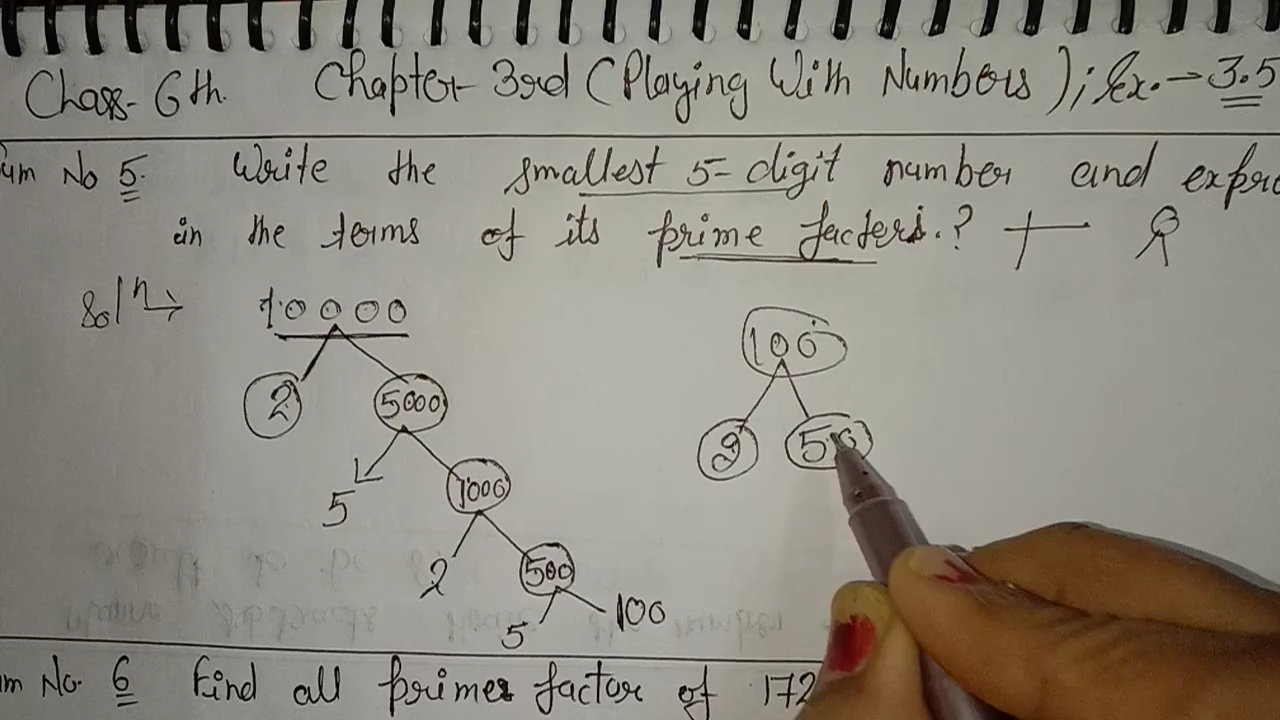 Class- 6th. Chapter- 3rd (Playing With Numbers); Ex.- 3.5
No 5. Write the smallest 5-digit number and expre
in the terms of its prime factors.?
Solⁿ→
10000
2 5000
5 1000
2 500
5 100
100
2 50
No. 6 Find all primes factor of 172